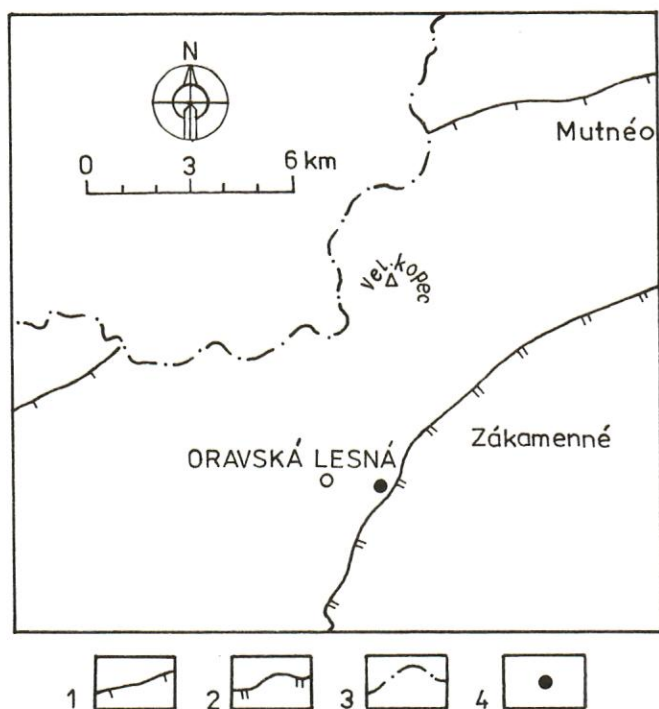 N
0 3 6 km
Mutnéo
Vel. kopec
Zákamenné
ORAVSKÁ LESNÁ
1 2 3 4